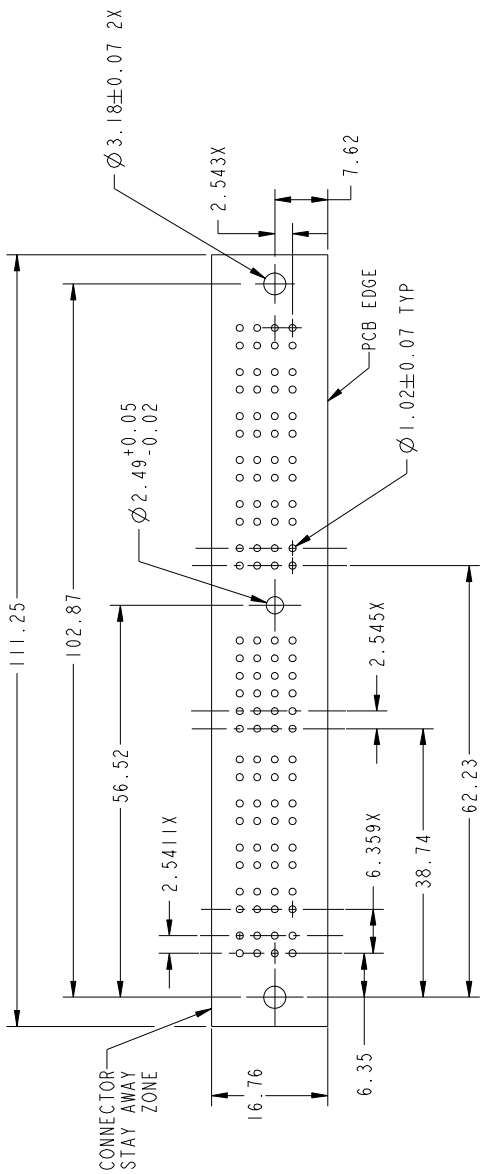 111.25
102.87
56.52
Ø2.49 +0.05
-0.02
Ø3.18±0.07 2X
2.5411X
2.543X
7.62
CONNECTOR
STAY AWAY
ZONE
16.76
PCB EDGE
Ø1.02±0.07 TYP
2.545X
6.359X
6.35
38.74
62.23